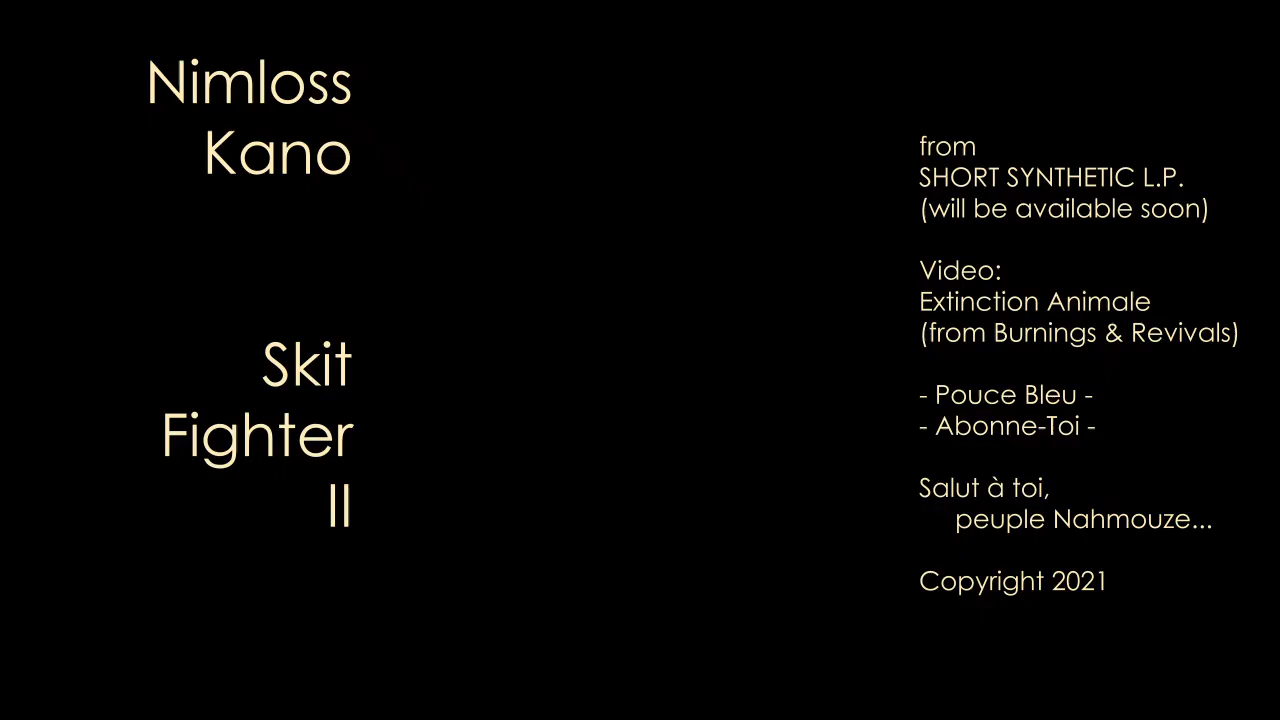 Nimloss
Kano
Skit
Fighter
II
from
SHORT SYNTHETIC L.P.
(will be available soon)
Video:
Extinction Animale
(from Burnings & Revivals)
- Pouce Bleu -
- Abonne-Toi -
Salut à toi,
peuple Nahmouze...
Copyright 2021